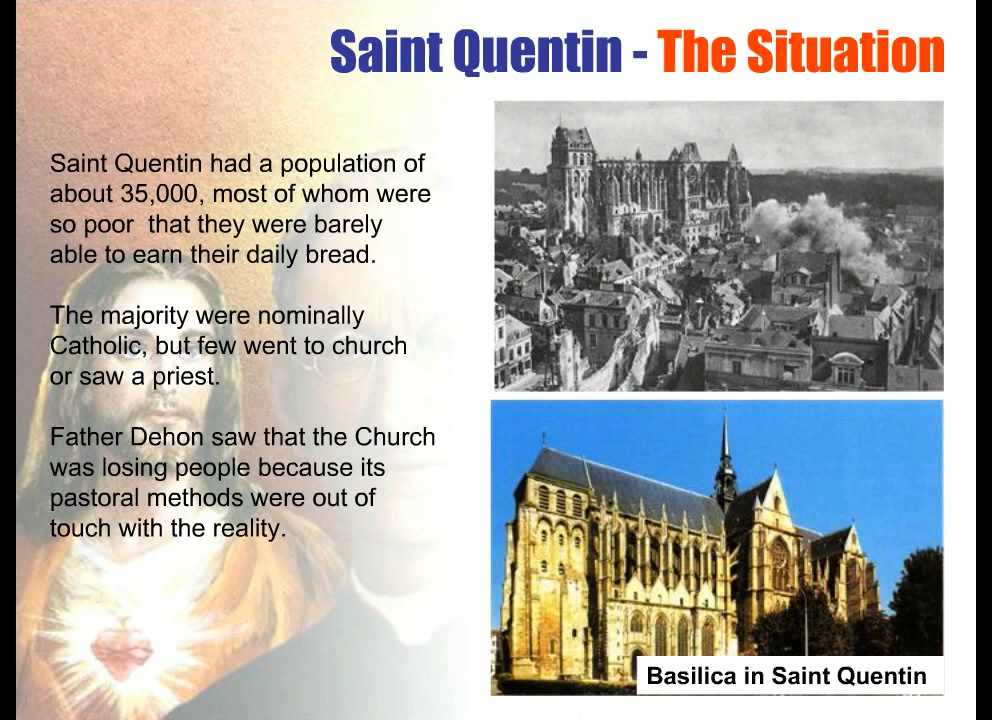 Saint Quentin - The Situation
Saint Quentin had a population of
about 35,000, most of whom were
so poor  that they were barely
able to earn their daily bread.
The majority were nominally
Catholic, but few went to church
or saw a priest.
Father Dehon saw that the Church
was losing people because its
pastoral methods were out of
touch with the reality.
Basilica in Saint Quentin